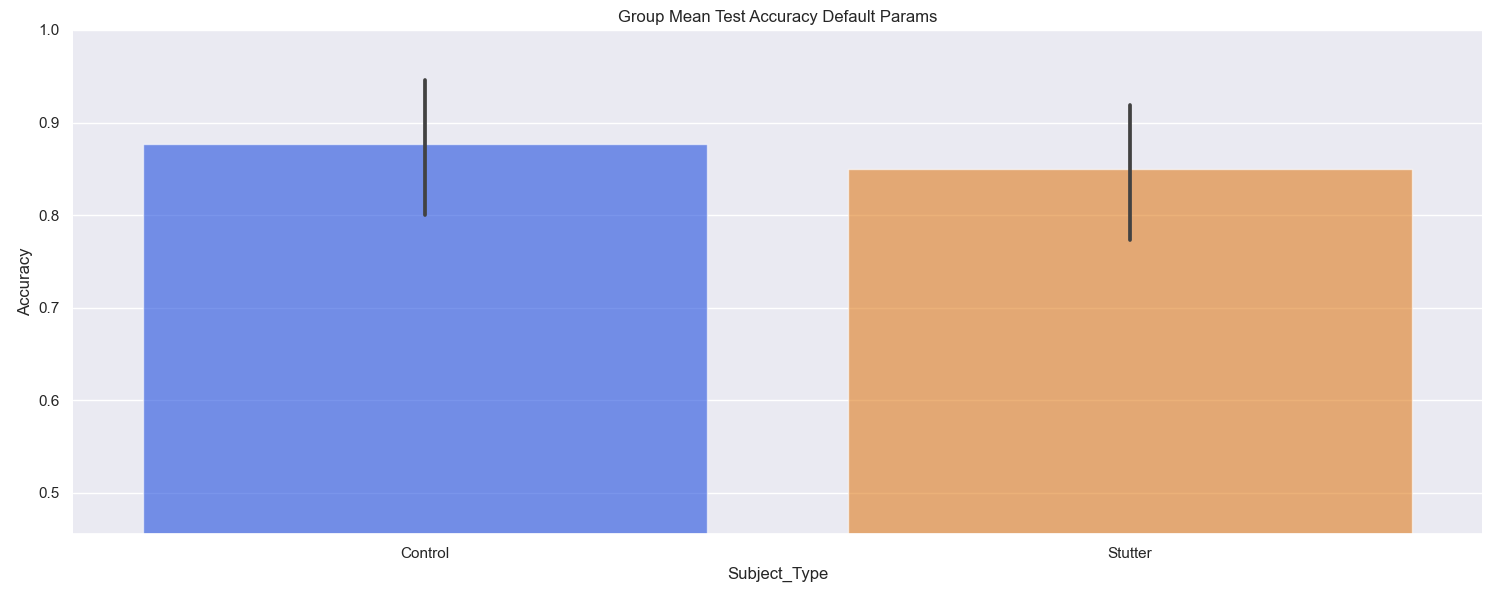 Group Mean Test Accuracy Default Params
1.0
0.9
0.8
0.7
0.6
0.5
Accuracy
Control
Stutter
Subject_Type